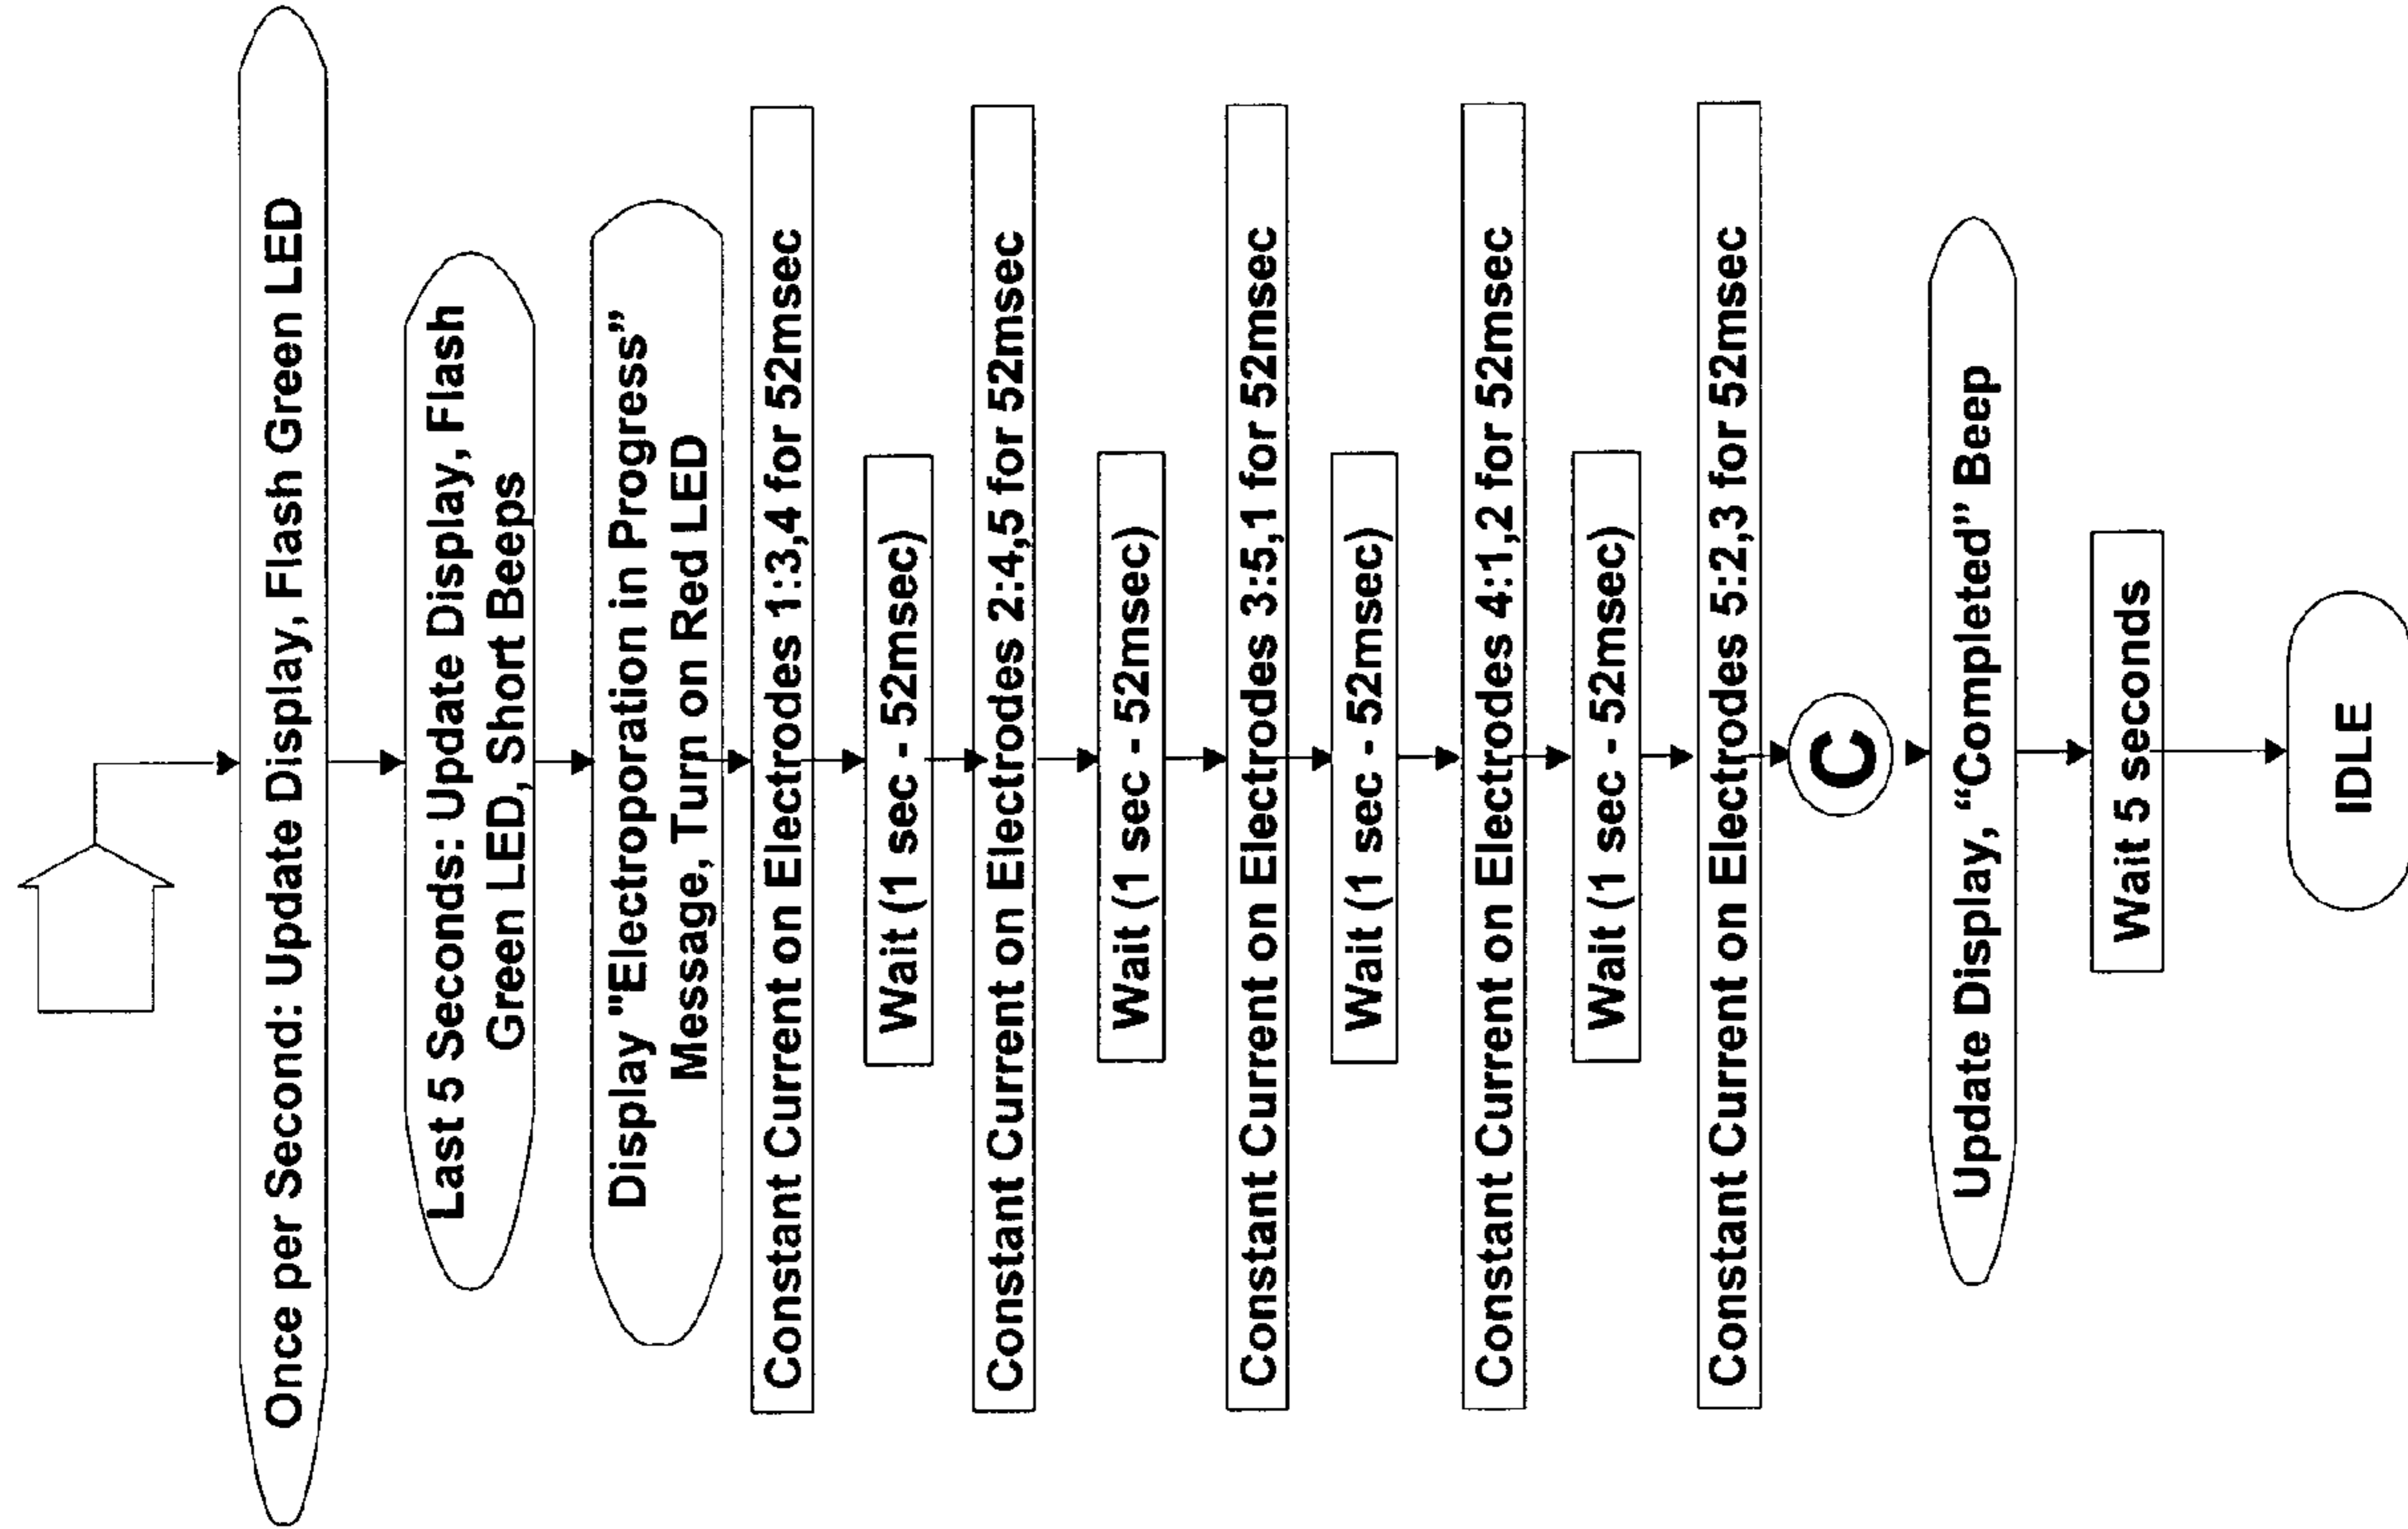 Once per Second: Update Display, Flash Green LED
Last 5 Seconds: Update Display, Flash
Green LED, Short Beeps
Display "Electroporation in Progress”
Message, Turn on Red LED
Constant Current on Electrodes 1:3,4 for 52msec
Wait (1 sec - 52msec)
Constant Current on Electrodes 2:4,5 for 52msec
Wait (1 sec - 52msec)
Constant Current on Electrodes 3:5,1 for 52msec
Wait (1 sec - 52msec)
Constant Current on Electrodes 4:1,2 for 52msec
Wait (1 sec - 52msec)
Constant Current on Electrodes 5:2,3 for 52msec
C
Update Display, “Completed” Beep
Wait 5 seconds
IDLE